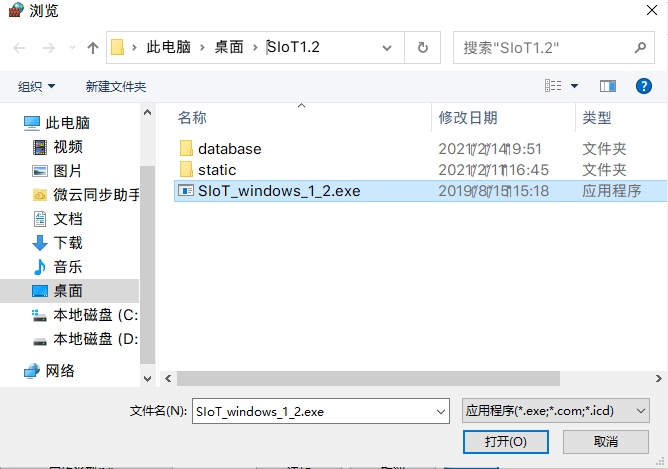 浏览
此电脑 › 桌面 › SIoT1.2
搜索"SIoT1.2"
组织 新建文件夹
名称 修改日期 类型
此电脑
视频
图片
微云同步助手
文档
下载
音乐
桌面
本地磁盘 (C:
本地磁盘 (D:
网络
database 2021/2/14 19:51 文件夹
static 2021/2/11 16:45 文件夹
SIoT_windows_1_2.exe 2019/8/15 15:18 应用程序
文件名(N): SIoT_windows_1_2.exe 应用程序(*.exe;*.com;*.icd)
打开(O) 取消